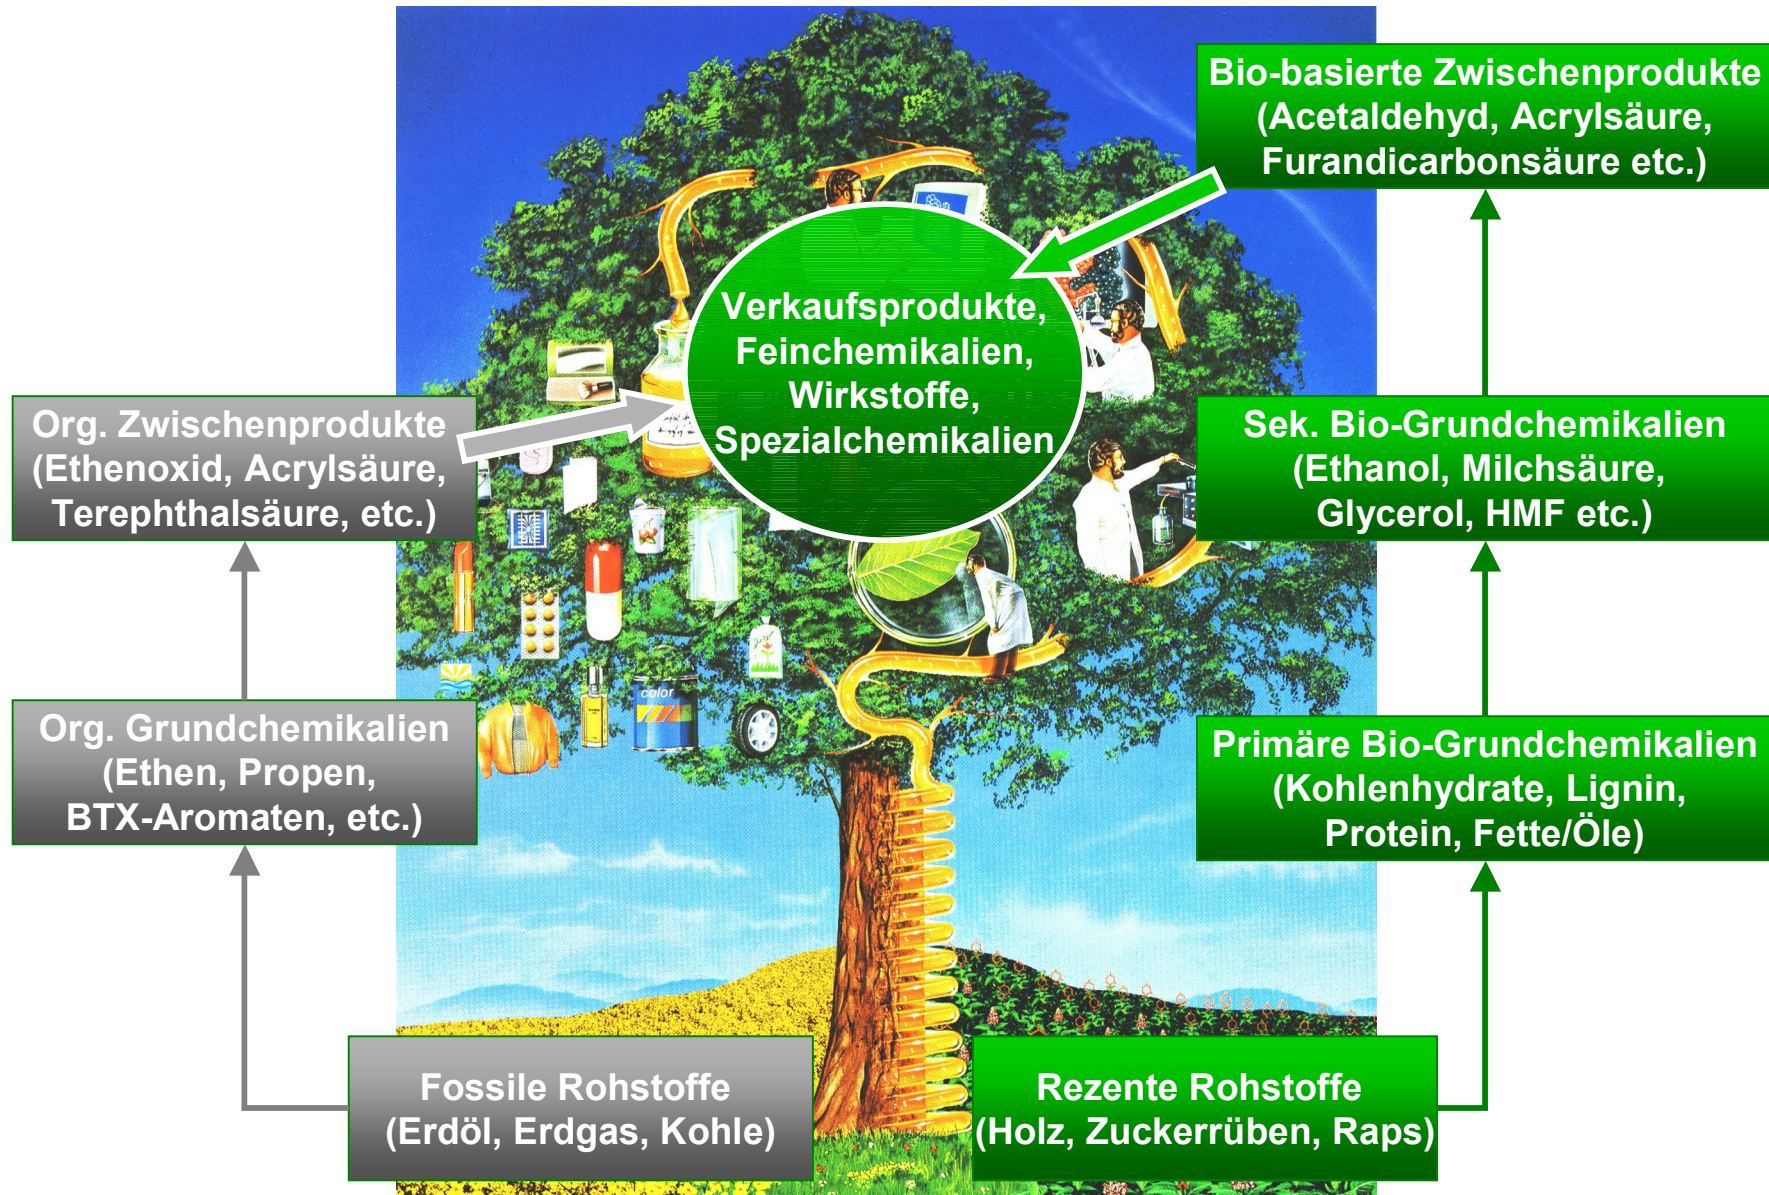 Bio-basierte Zwischenprodukte
(Acetaldehyd, Acrylsäure,
Furandicarbonsäure etc.)
Verkaufsprodukte,
Feinchemikalien,
Wirkstoffe,
Spezialchemikalien
Org. Zwischenprodukte
(Ethenoxid, Acrylsäure,
Terephthalsäure, etc.)
Sek. Bio-Grundchemikalien
(Ethanol, Milchsäure,
Glycerol, HMF etc.)
color
Org. Grundchemikalien
(Ethen, Propen,
BTX-Aromaten, etc.)
Primäre Bio-Grundchemikalien
(Kohlenhydrate, Lignin,
Protein, Fette/Öle)
Fossile Rohstoffe
(Erdöl, Erdgas, Kohle)
Rezente Rohstoffe
(Holz, Zuckerrüben, Raps)